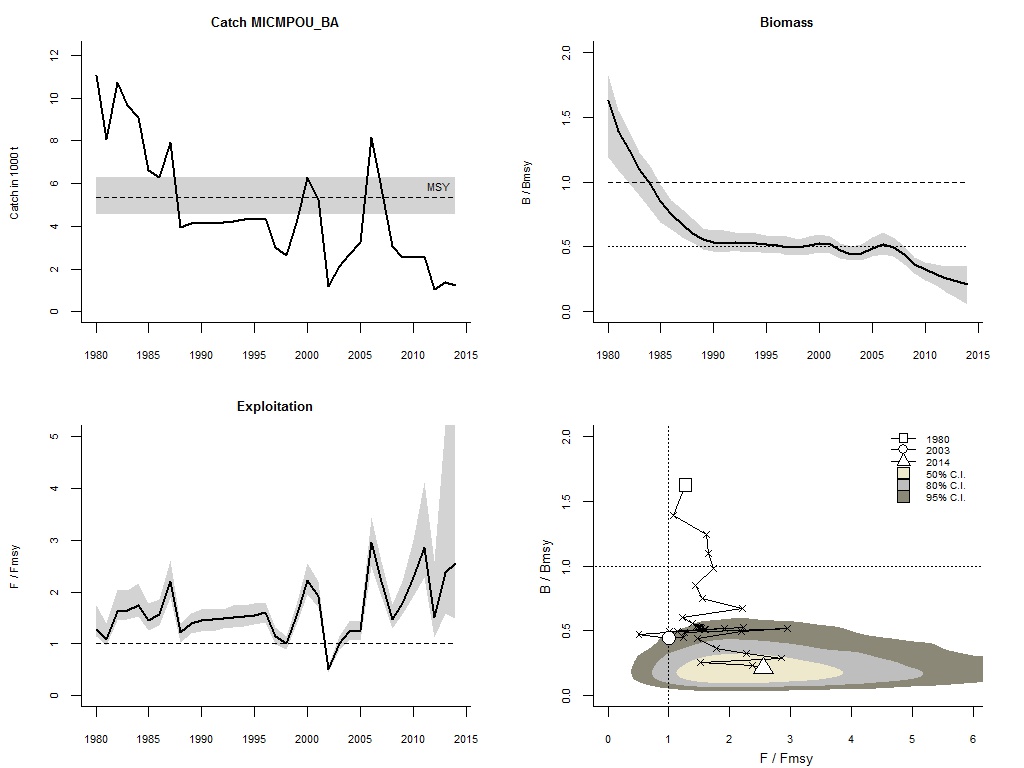 Catch MICMPOU_BA
Catch in 1000 t
0 2 4 6 8 10 12
MSY
1980 1985 1990 1995 2000 2005 2010 2015
Biomass
B / Bmsy
0.0 0.5 1.0 1.5 2.0
1980 1985 1990 1995 2000 2005 2010 2015
Exploitation
F / Fmsy
0 1 2 3 4 5
1980 1985 1990 1995 2000 2005 2010 2015
B / Bmsy
0.0 0.5 1.0 1.5 2.0
1980
2003
2014
50% C.I.
80% C.I.
95% C.I.
0 1 2 3 4 5 6
F / Fmsy